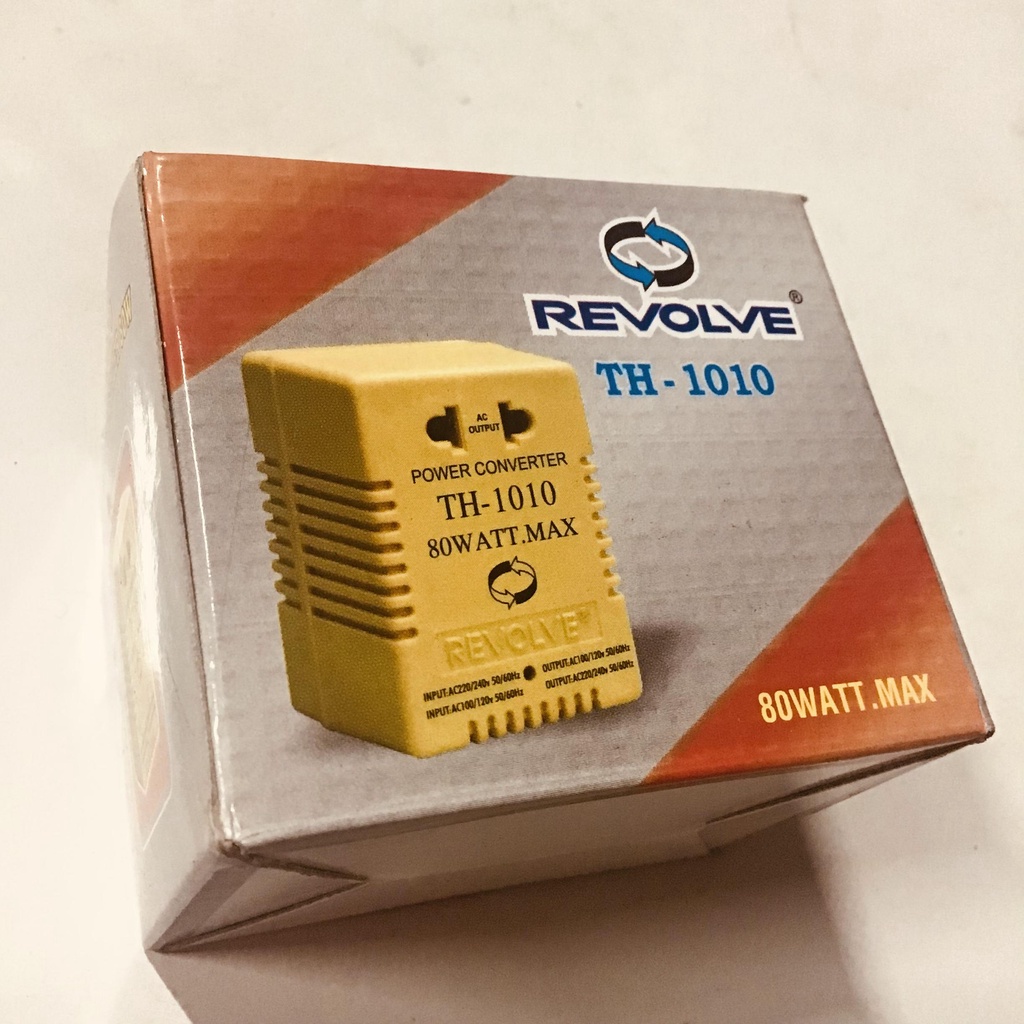 REVOLVE®
TH - 1010
AC
OUTPUT
POWER CONVERTER
TH-1010
80WATT.MAX
REVOLVE®
INPUT:AC220/240v 50/60Hz
OUTPUT:AC100/120v 50/60Hz
INPUT:AC100/120v 50/60Hz
OUTPUT:AC220/240v 50/60Hz
80WATT.MAX